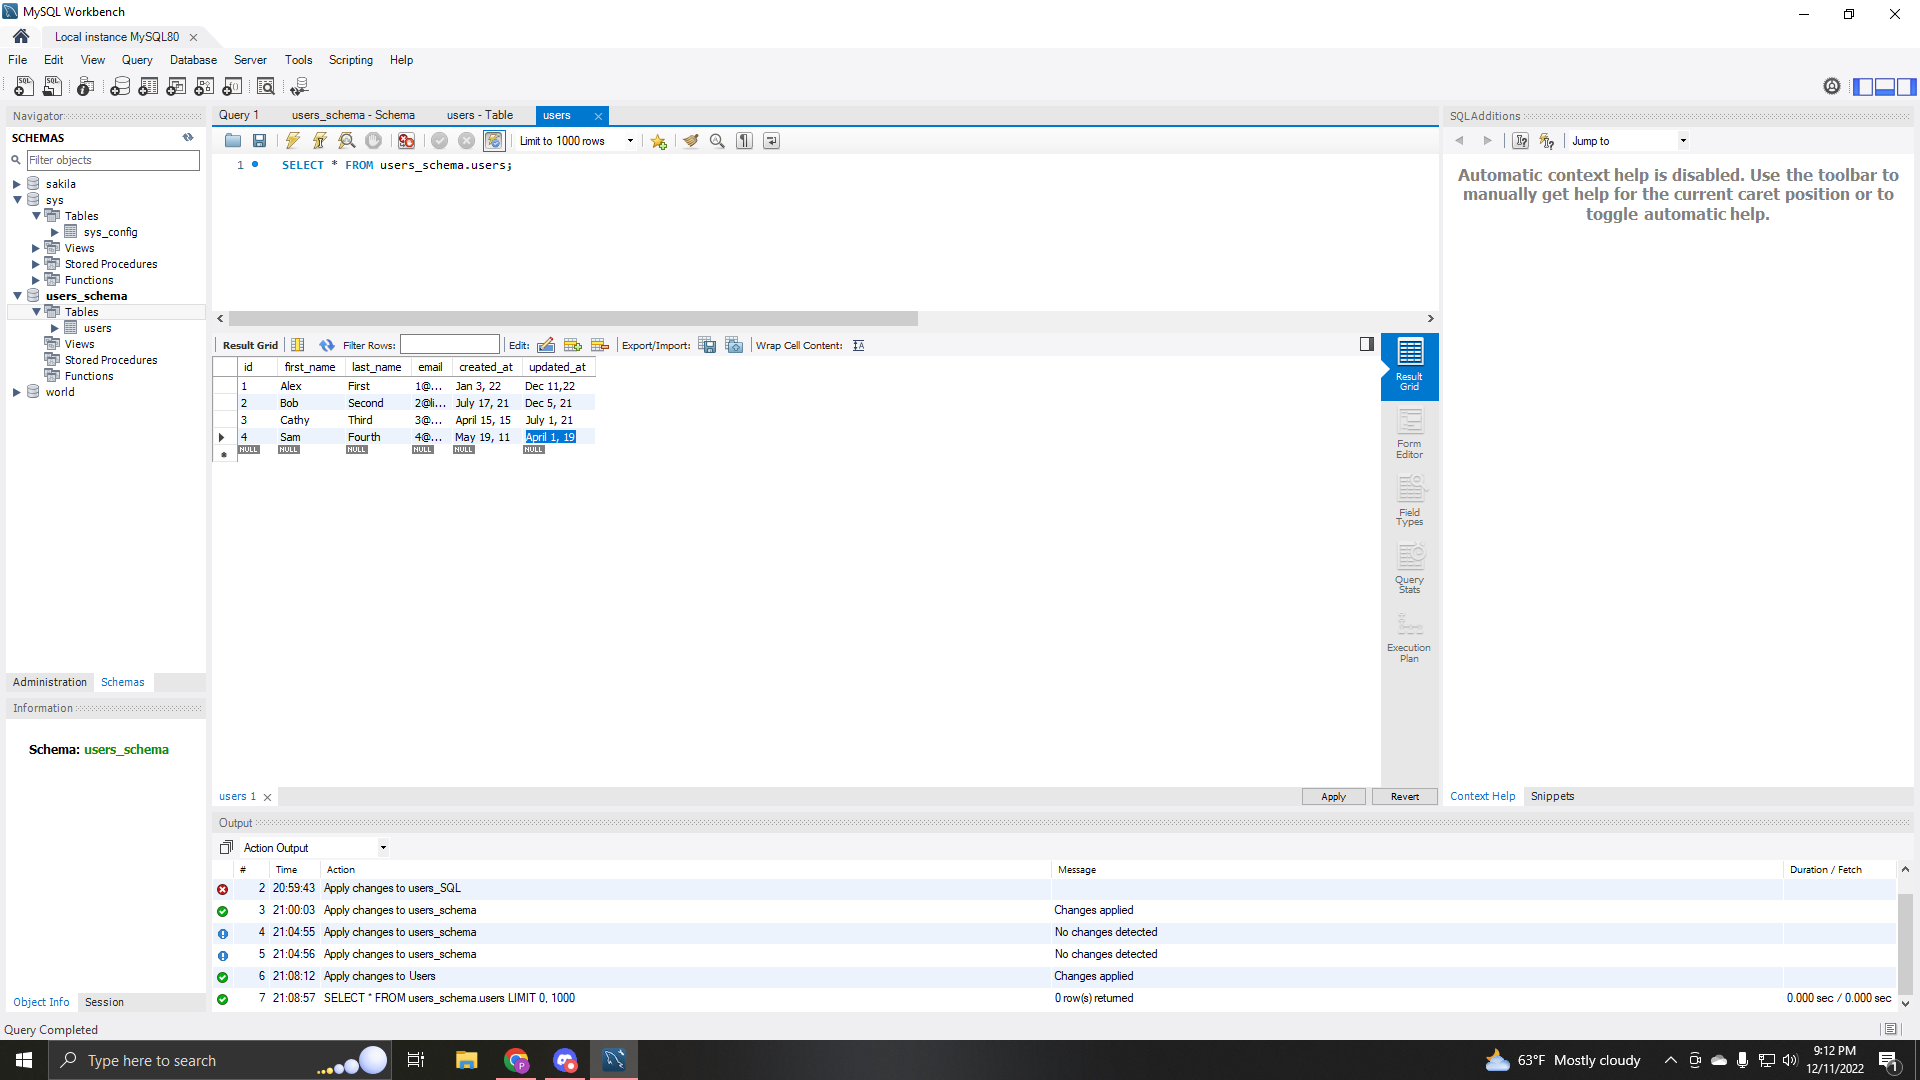 MySQL Workbench
Local instance MySQL80
File Edit View Query Database Server Tools Scripting Help
Navigator
SCHEMAS
Filter objects
sakila
sys
Tables
sys_config
Views
Stored Procedures
Functions
users_schema
Tables
users
Views
Stored Procedures
Functions
world
Administration Schemas
Information
Schema: users_schema
Object Info Session
Query 1 users_schema - Schema users - Table users
Limit to 1000 rows
1 SELECT * FROM users_schema.users;
Result Grid Filter Rows: Edit: Export/Import: Wrap Cell Content:
id first_name last_name email created_at updated_at
1 Alex First 1@... Jan 3, 22 Dec 11,22
2 Bob Second 2@li... July 17, 21 Dec 5, 21
3 Cathy Third 3@... April 15, 15 July 1, 21
4 Sam Fourth 4@... May 19, 11 April 1, 19
NULL NULL NULL NULL NULL NULL
Result
Grid
Form
Editor
Field
Types
Query
Stats
Execution
Plan
users 1
Apply Revert
SQLAdditions
Jump to
Automatic context help is disabled. Use the toolbar to
manually get help for the current caret position or to
toggle automatic help.
Context Help Snippets
Output
Action Output
# Time Action Message Duration / Fetch
2 20:59:43 Apply changes to users_SQL
3 21:00:03 Apply changes to users_schema Changes applied
4 21:04:55 Apply changes to users_schema No changes detected
5 21:04:56 Apply changes to users_schema No changes detected
6 21:08:12 Apply changes to Users Changes applied
7 21:08:57 SELECT * FROM users_schema.users LIMIT 0, 1000 0 row(s) returned 0.000 sec / 0.000 sec
Query Completed
Type here to search
63°F Mostly cloudy
9:12 PM
12/11/2022
1